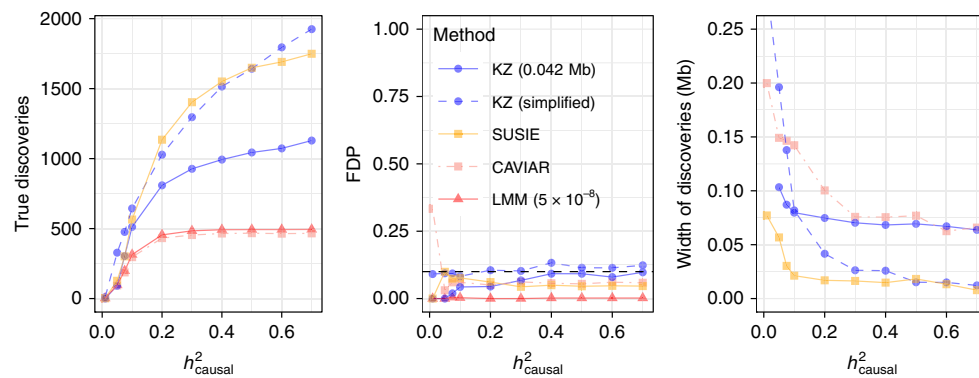 True discoveries
2000
1500
1000
500
0
0.0 0.2 0.4 0.6
h²causal
FDP
1.00
0.75
0.50
0.25
0.00
Method
KZ (0.042 Mb)
KZ (simplified)
SUSIE
CAVIAR
LMM (5 × 10⁻⁸)
0.0 0.2 0.4 0.6
h²causal
Width of discoveries (Mb)
0.25
0.20
0.15
0.10
0.05
0.00
0.0 0.2 0.4 0.6
h²causal